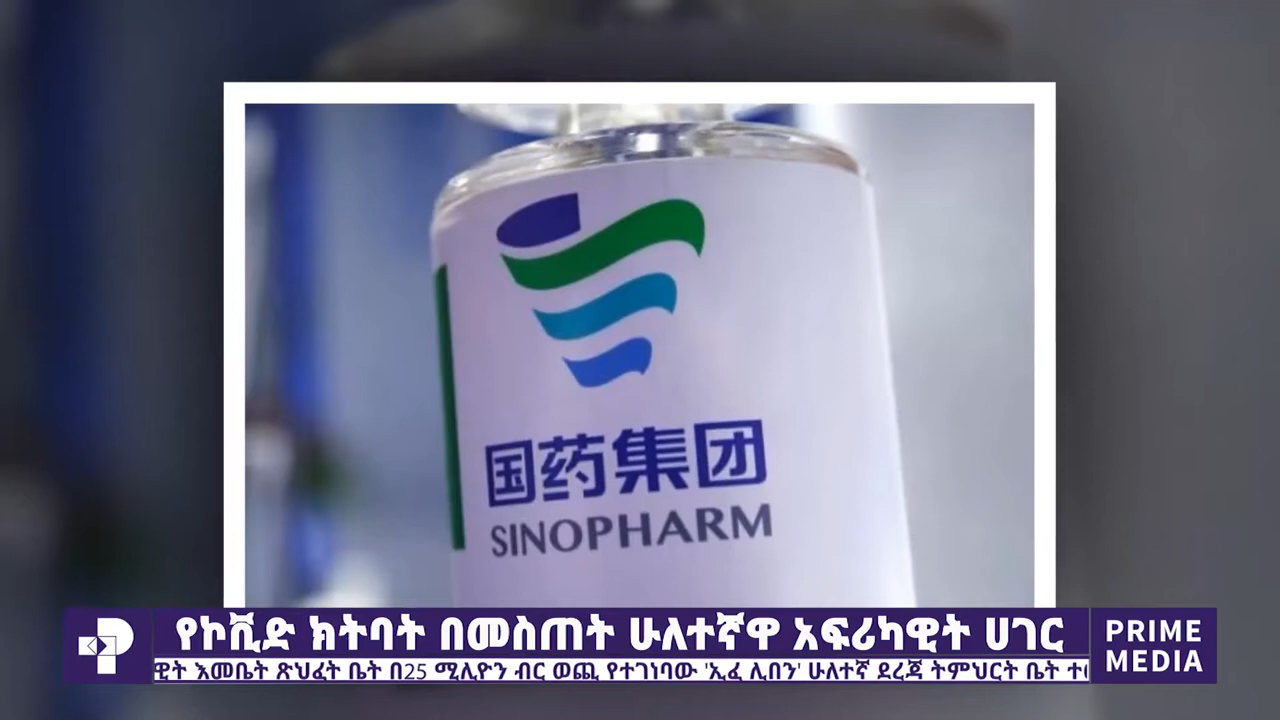 国药集团
SINOPHARM
የኮቪድ ክትባት በመስጠት ሁለተኛዋ አፍሪካዊት ሀገር
ዊት እመቤት ጽህፈት ቤት በ25 ሚሊዮን ብር ወጪ የተገነባው 'ኢፈ ሊበን' ሁለተኛ ደረጃ ትምህርት ቤት
PRIME
MEDIA